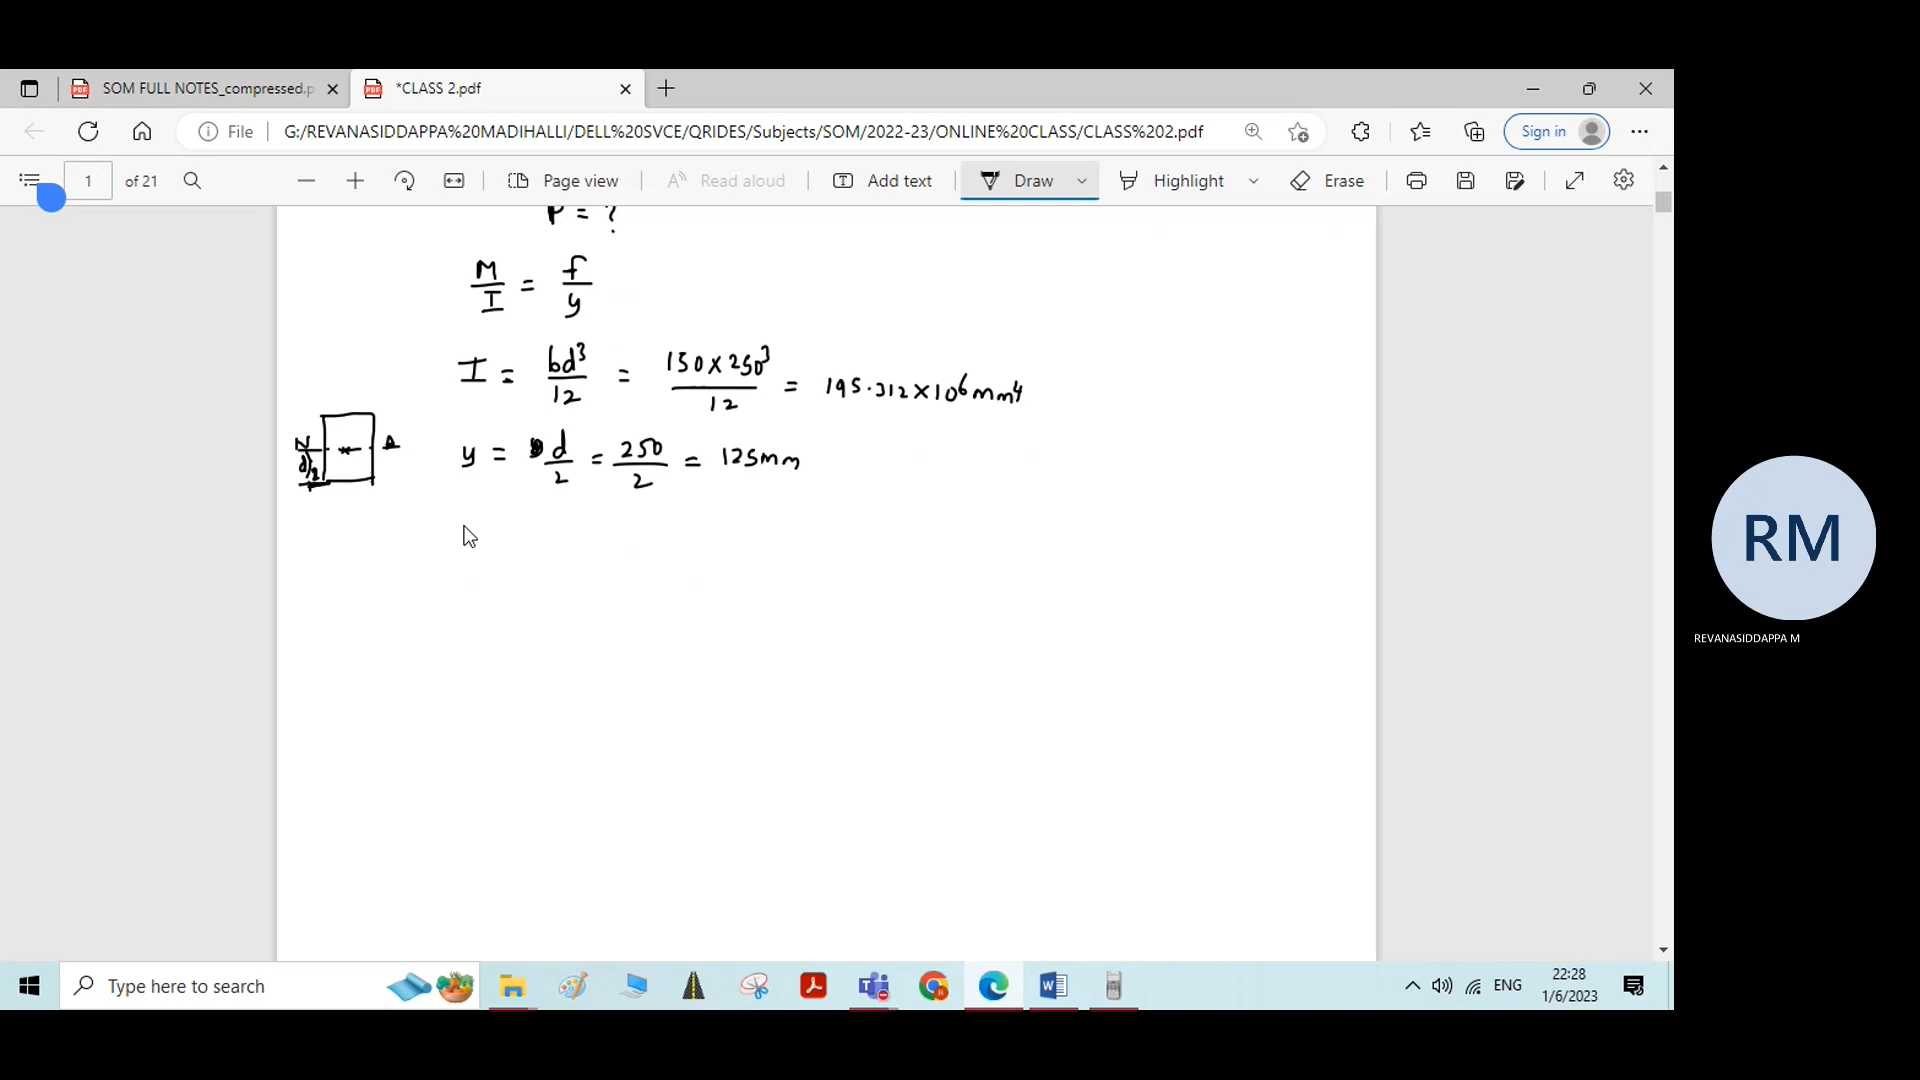 SOM FULL NOTES_compressed.p
*CLASS 2.pdf
File
G:/REVANASIDDAPPA%20MADIHALLI/DELL%20SVCE/QRIDES/Subjects/SOM/2022-23/ONLINE%20CLASS/CLASS%202.pdf
Sign in
1 of 21
Page view
Read aloud
Add text
Draw
Highlight
Erase
P = ?
M/I = f/y
I = bd³/12 = 150×250³/12 = 195.312×10⁶mm⁴
N A
d/2
y = d/2 = 250/2 = 125mm
RM
REVANASIDDAPPA M
Type here to search
ENG
22:28
1/6/2023